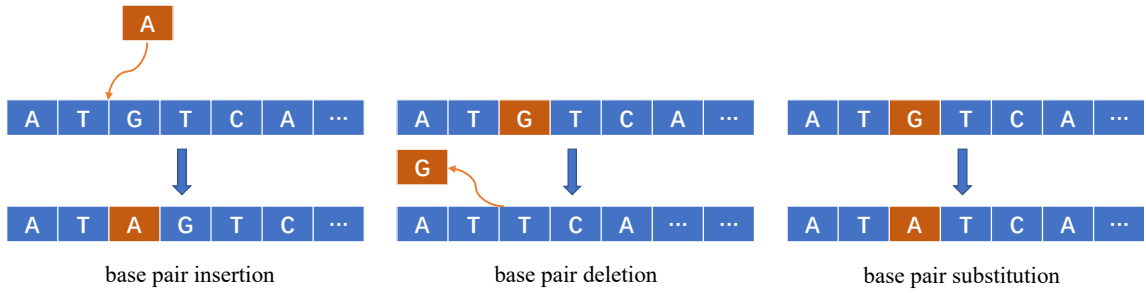 A
A T G T C A ···
A T G T C A ···
A T G T C A ···
G
A T A G T C ···
A T T C A ··· ···
A T A T C A ···
base pair insertion
base pair deletion
base pair substitution